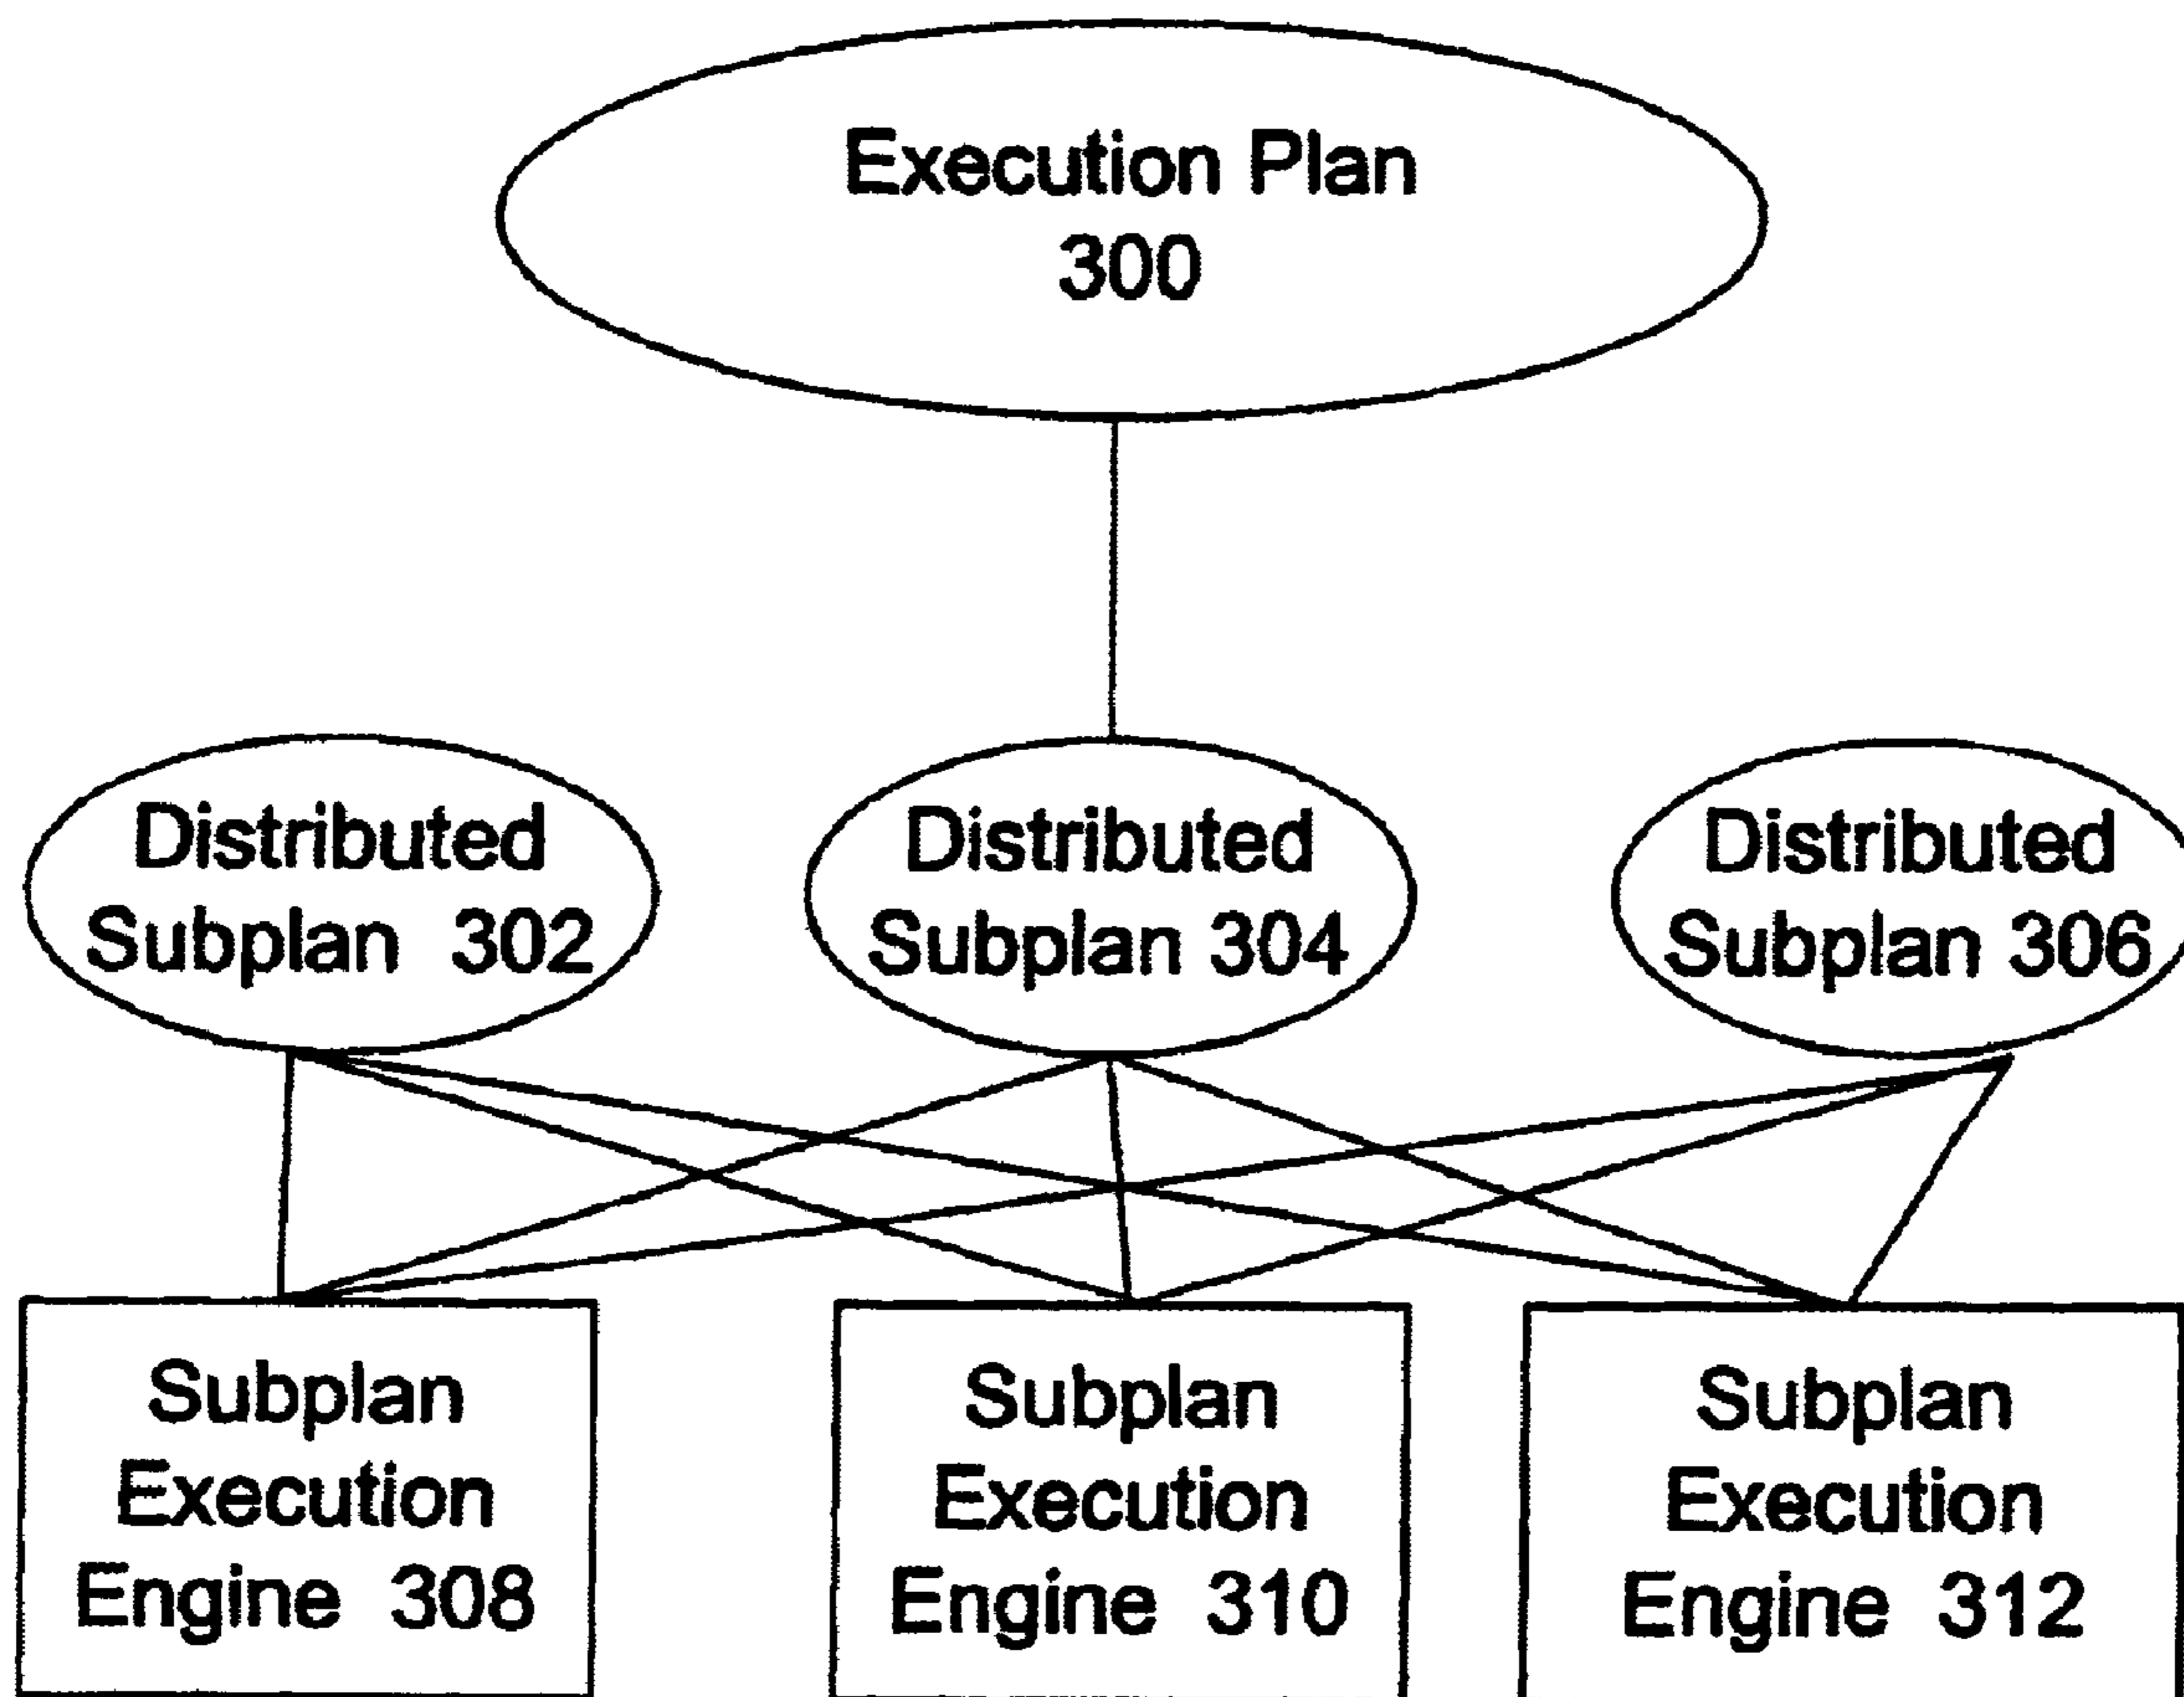 Execution Plan
300
Distributed
Subplan 302
Distributed
Subplan 304
Distributed
Subplan 306
Subplan
Execution
Engine 308
Subplan
Execution
Engine 310
Subplan
Execution
Engine 312